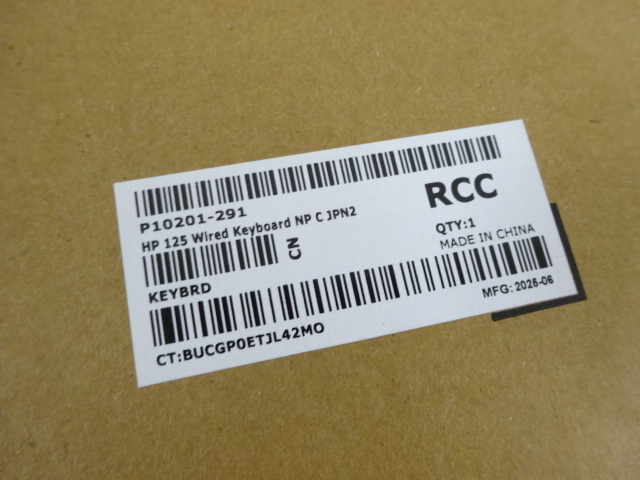 P10201-291
RCC
HP 125 Wired Keyboard NP C JPN2
CN
QTY:1
MADE IN CHINA
KEYBRD
MFG: 2025-06
CT:BUCGP0ETJL42MO